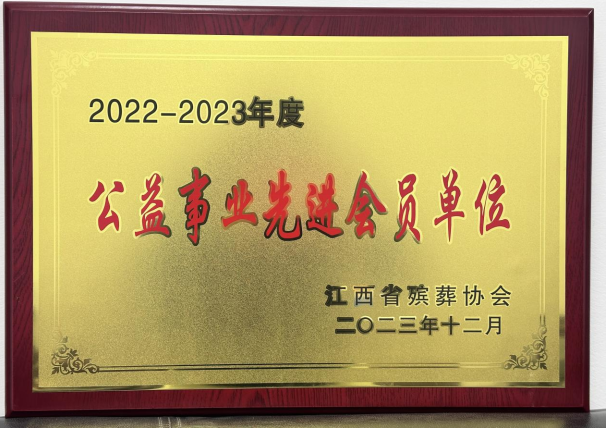 2022-2023年度
公益事业先进会员单位
江西省殡葬协会
二〇二三年十二月